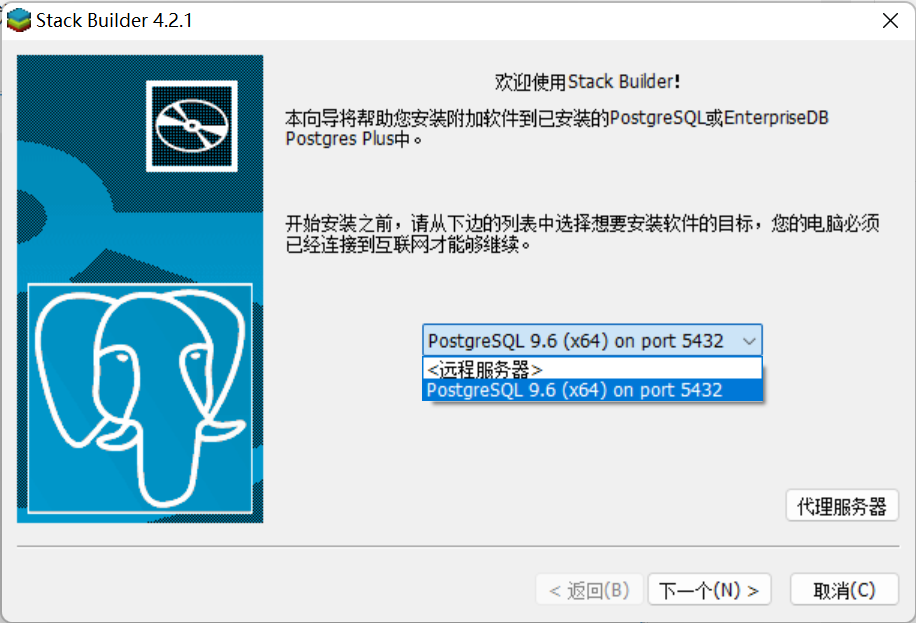 Stack Builder 4.2.1
欢迎使用Stack Builder!
本向导将帮助您安装附加软件到已安装的PostgreSQL或EnterpriseDB
Postgres Plus中。
开始安装之前，请从下边的列表中选择想要安装软件的目标，您的电脑必须
已经连接到互联网才能够继续。
PostgreSQL 9.6 (x64) on port 5432
<远程服务器>
PostgreSQL 9.6 (x64) on port 5432
代理服务器
< 返回(B)
下一个(N) >
取消(C)